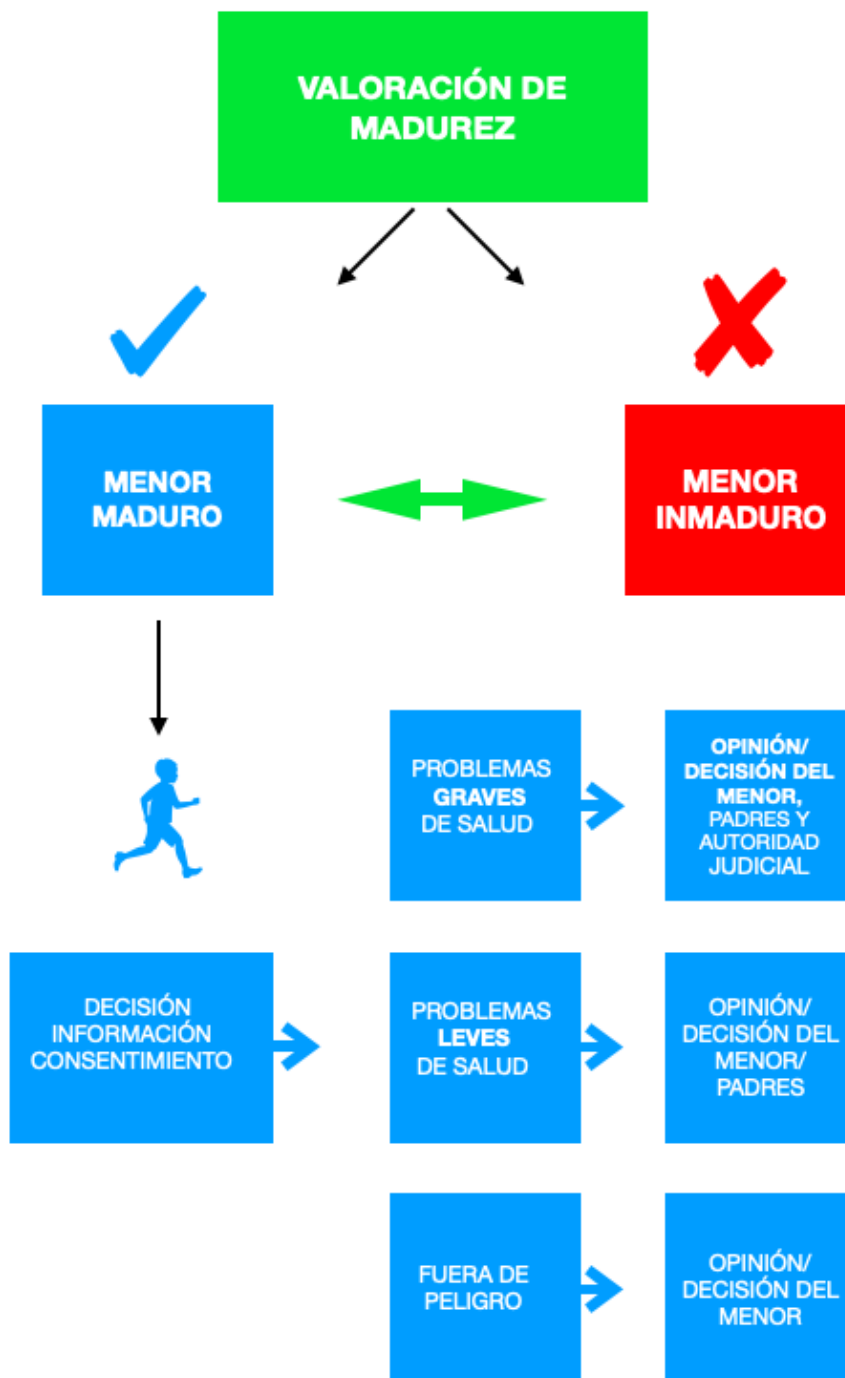 VALORACIÓN DE
MADUREZ
MENOR
MADURO
MENOR
INMADURO
PROBLEMAS
GRAVES
DE SALUD
OPINIÓN/
DECISIÓN DEL
MENOR,
PADRES Y
AUTORIDAD
JUDICIAL
DECISIÓN
INFORMACIÓN
CONSENTIMIENTO
PROBLEMAS
LEVES
DE SALUD
OPINIÓN/
DECISIÓN DEL
MENOR/
PADRES
FUERA DE
PELIGRO
OPINIÓN/
DECISIÓN DEL
MENOR